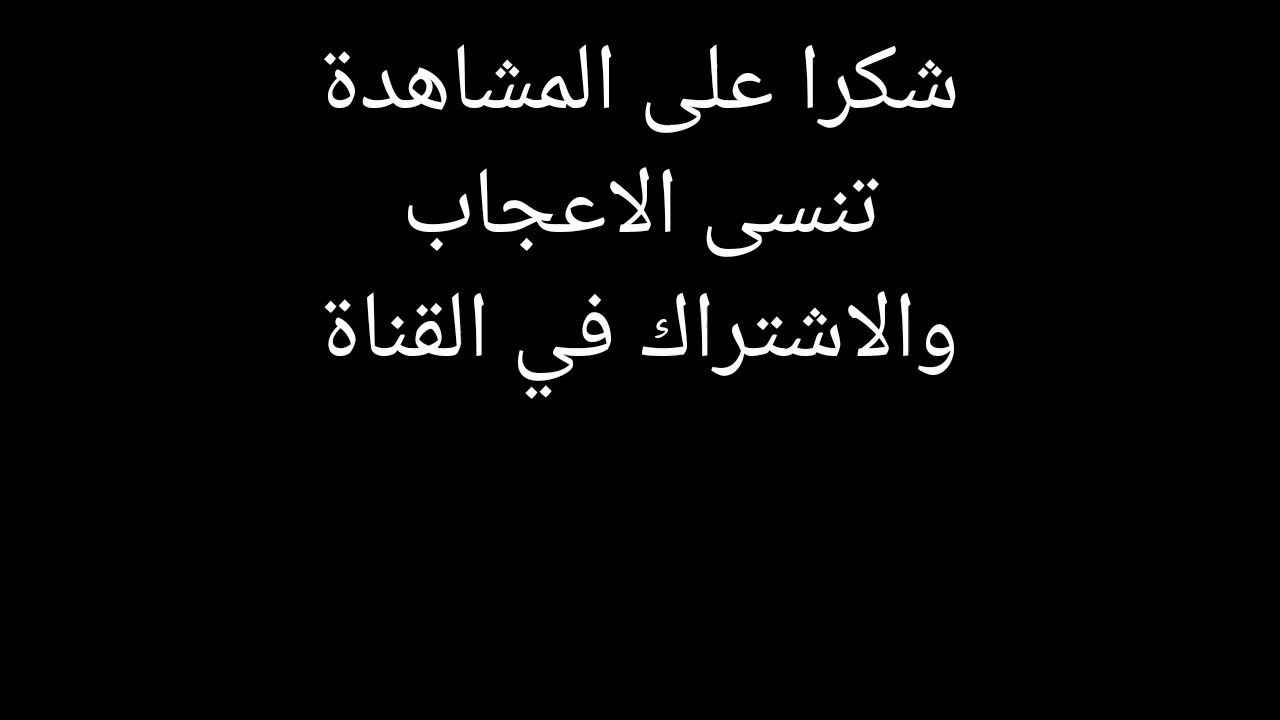 شكرا على المشاهدة
تنسى الاعجاب
والاشتراك في القناة